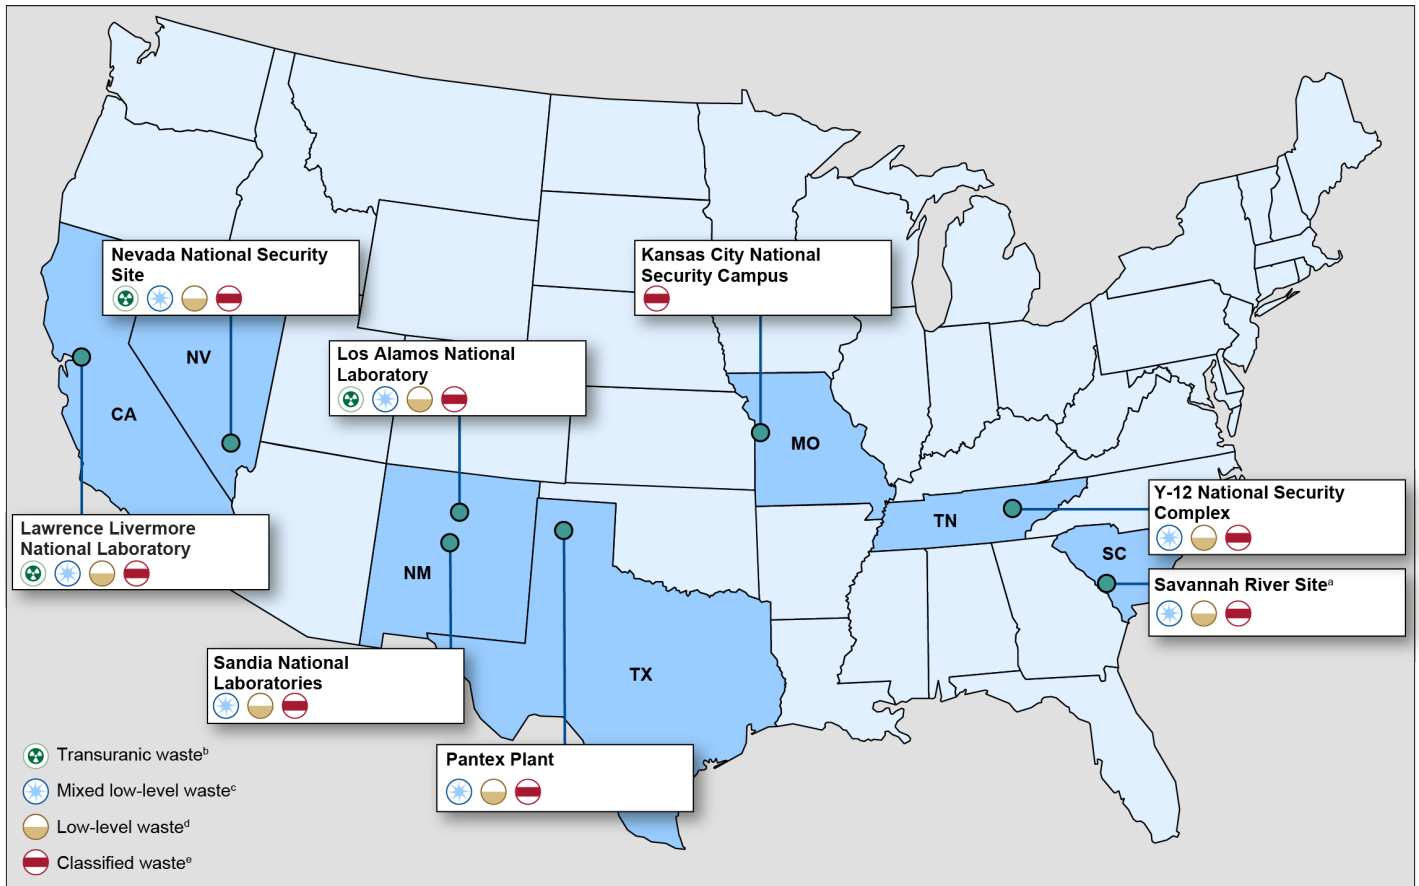 Nevada National Security
Site
Kansas City National
Security Campus
NV
Los Alamos National
Laboratory
CA
MO
Y-12 National Security
Complex
TN
Lawrence Livermore
National Laboratory
SC
NM
Savannah River Siteᵃ
Sandia National
Laboratories
TX
Pantex Plant
Transuranic wasteᵇ
Mixed low-level wasteᶜ
Low-level wasteᵈ
Classified wasteᵉ